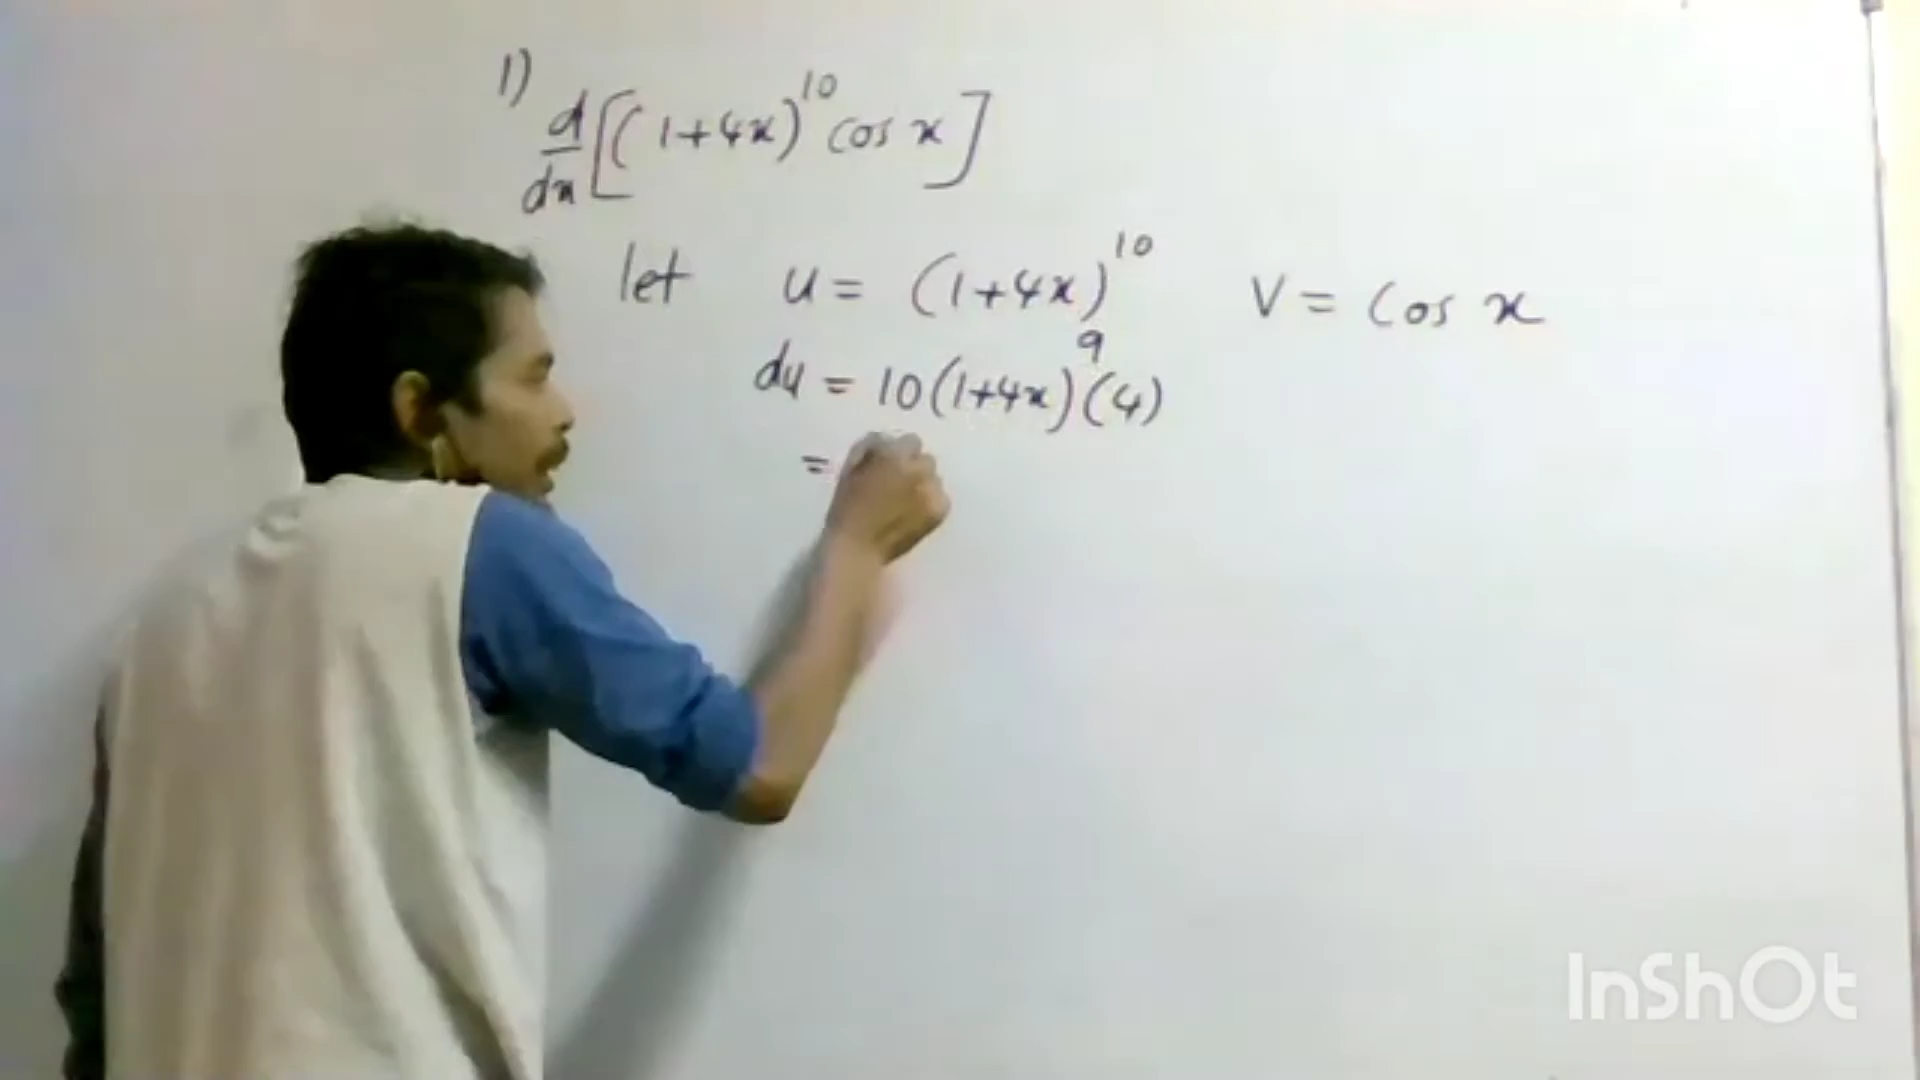 1)
d/dx [(1+4x)^10 cos x]
let u = (1+4x)^10 v = cos x
du = 10(1+4x)^9 (4)
=
InShOt